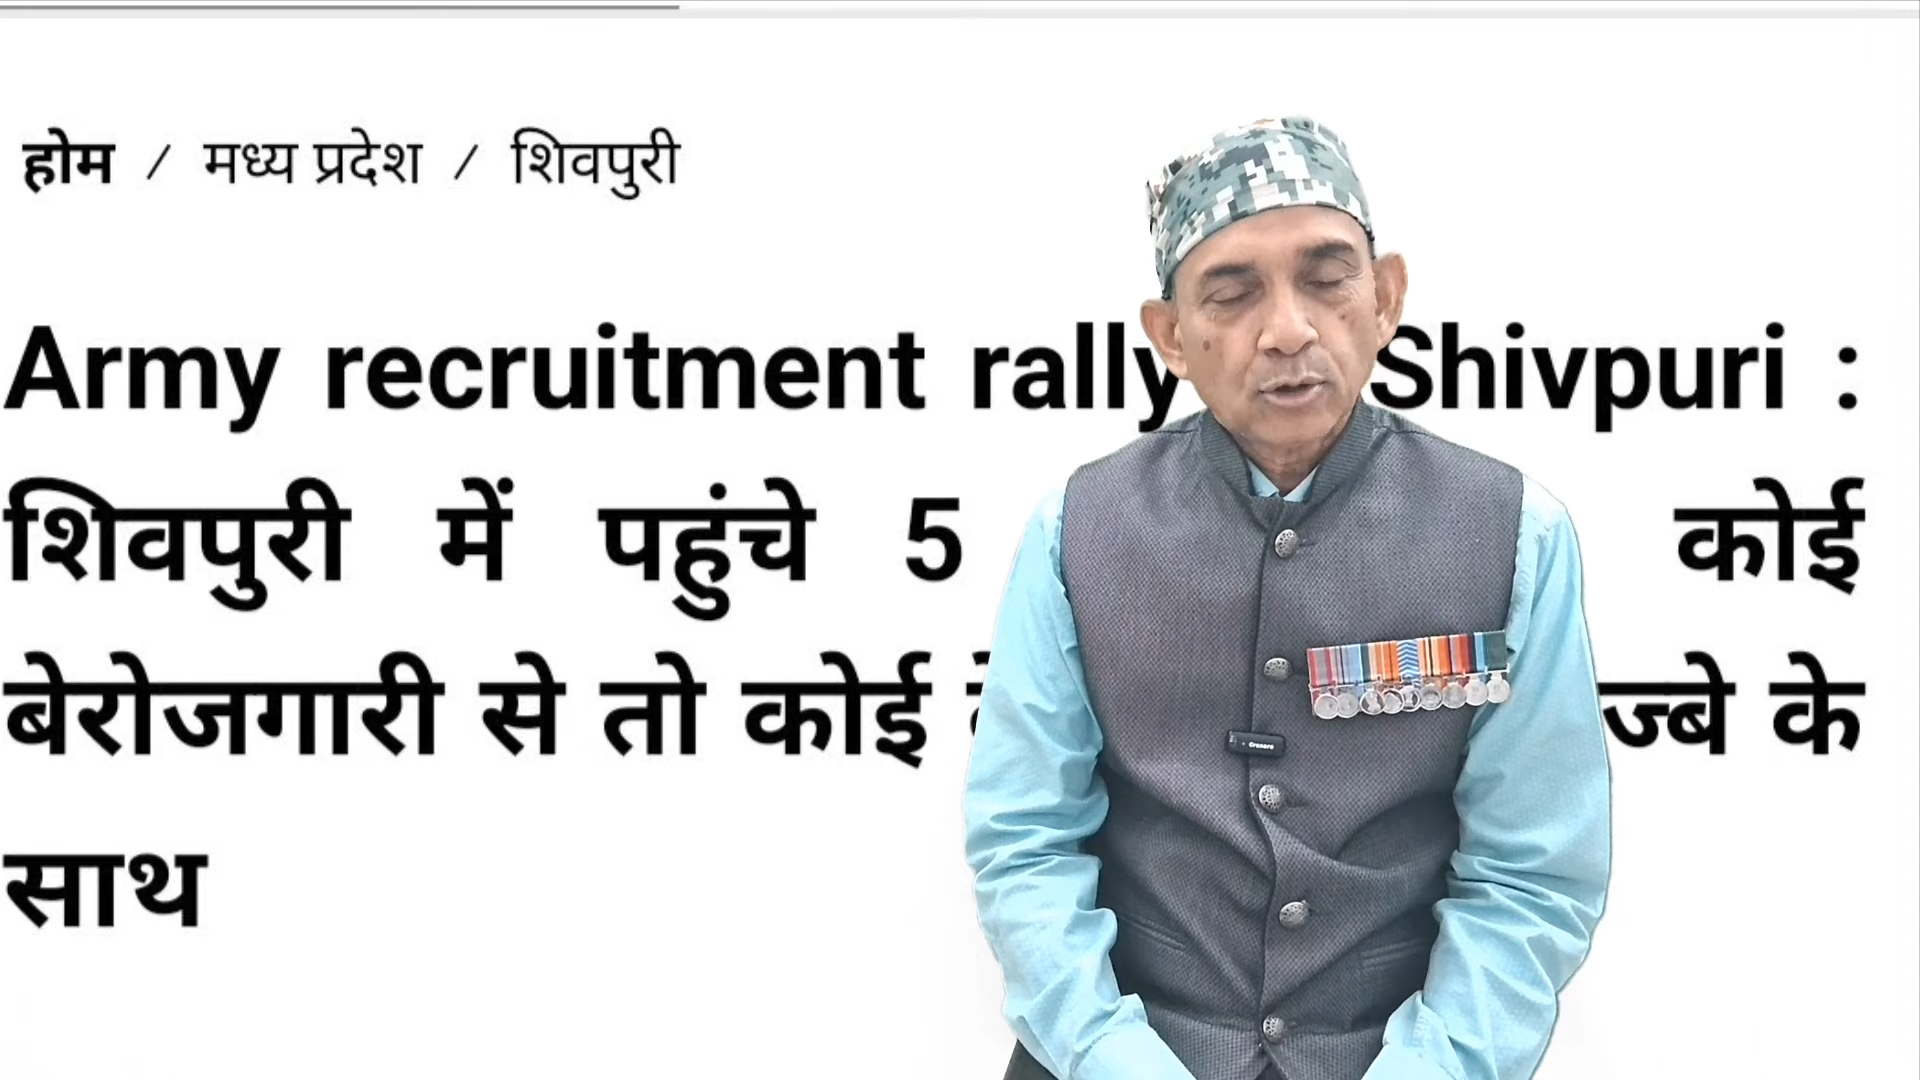 होम / मध्य प्रदेश / शिवपुरी
Army recruitment rally Shivpuri :
शिवपुरी में पहुंचे 5 कोई
बेरोजगारी से तो कोई के
साथ